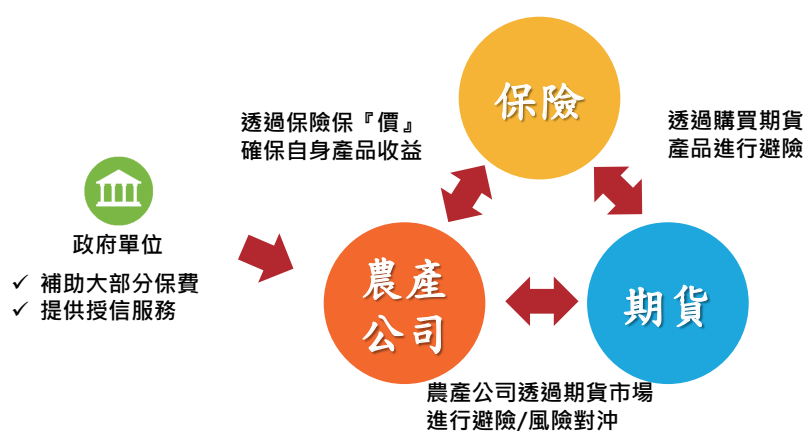 保險
透過保險保『價』
確保自身產品收益
透過購買期貨
產品進行避險
政府單位
✓ 補助大部分保費
✓ 提供授信服務
農產
公司
期貨
農產公司透過期貨市場
進行避險/風險對沖